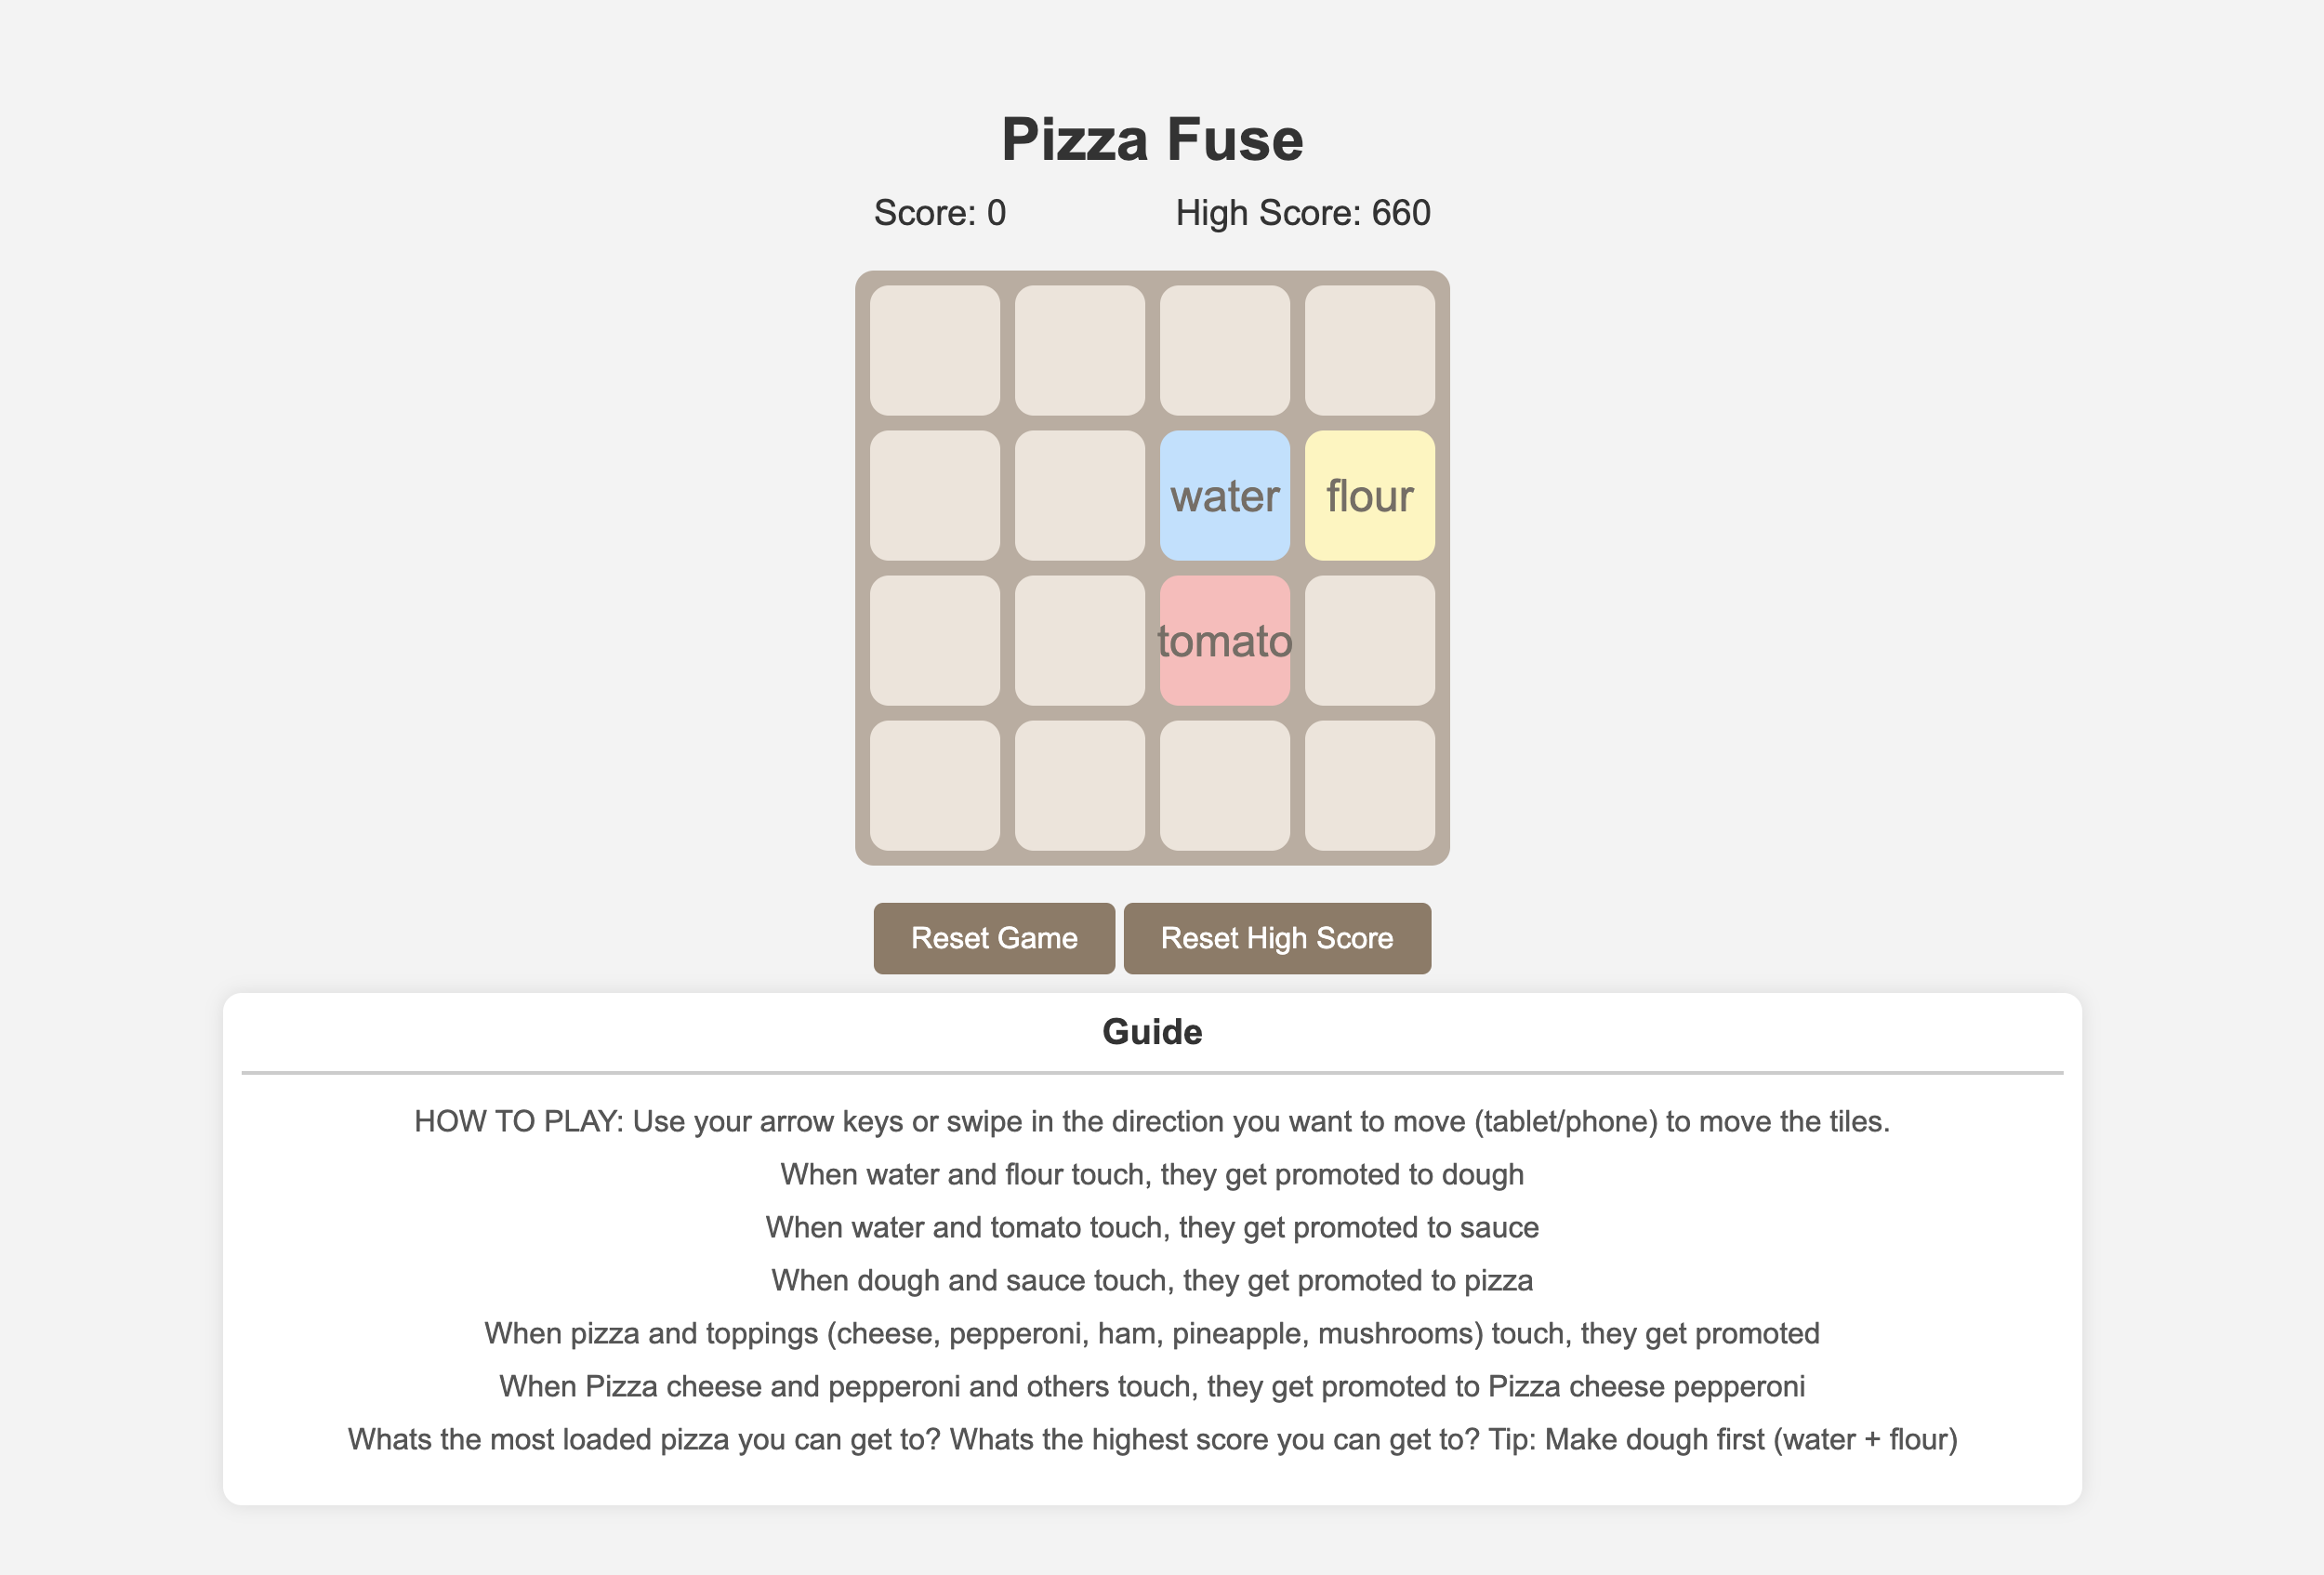 Pizza Fuse
Score: 0 High Score: 660
water flour
tomato
Reset Game Reset High Score
Guide
HOW TO PLAY: Use your arrow keys or swipe in the direction you want to move (tablet/phone) to move the tiles.
When water and flour touch, they get promoted to dough
When water and tomato touch, they get promoted to sauce
When dough and sauce touch, they get promoted to pizza
When pizza and toppings (cheese, pepperoni, ham, pineapple, mushrooms) touch, they get promoted
When Pizza cheese and pepperoni and others touch, they get promoted to Pizza cheese pepperoni
Whats the most loaded pizza you can get to? Whats the highest score you can get to? Tip: Make dough first (water + flour)